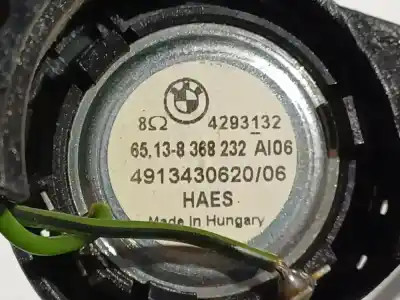 8Ω 4293132
65.13-8 368 232 AI06
4913430620/06
HAES
Made in Hungary